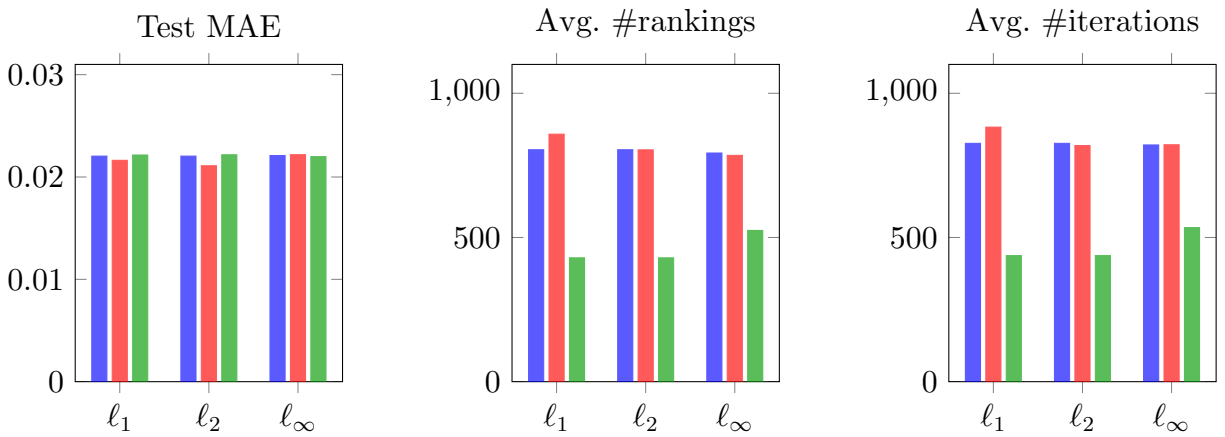 Test MAE
0.03
0.02
0.01
0
ℓ₁ ℓ₂ ℓ∞
Avg. #rankings
1,000
500
0
ℓ₁ ℓ₂ ℓ∞
Avg. #iterations
1,000
500
0
ℓ₁ ℓ₂ ℓ∞